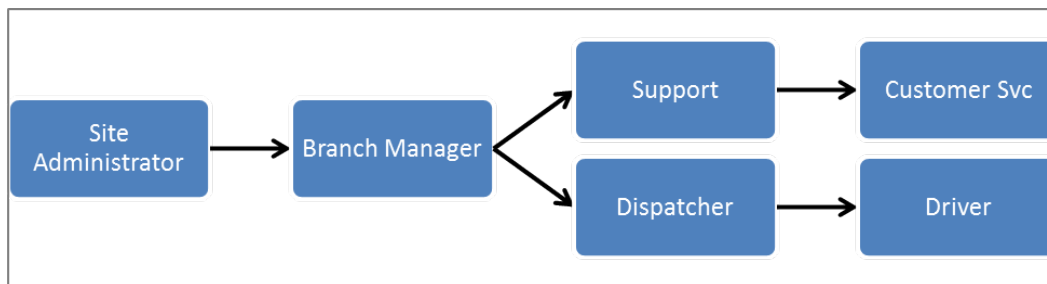 Site
Administrator
Branch Manager
Support
Customer Svc
Dispatcher
Driver